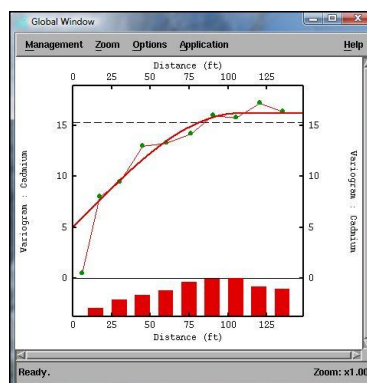 Global Window
Management Zoom Options Application Help
Distance (ft)
0 25 50 75 100 125
15 15
10 10
5 5
0 0
Variogram : Cadmium
Variogram : Cadmium
0 25 50 75 100 125
Distance (ft)
Ready. Zoom: x1.00